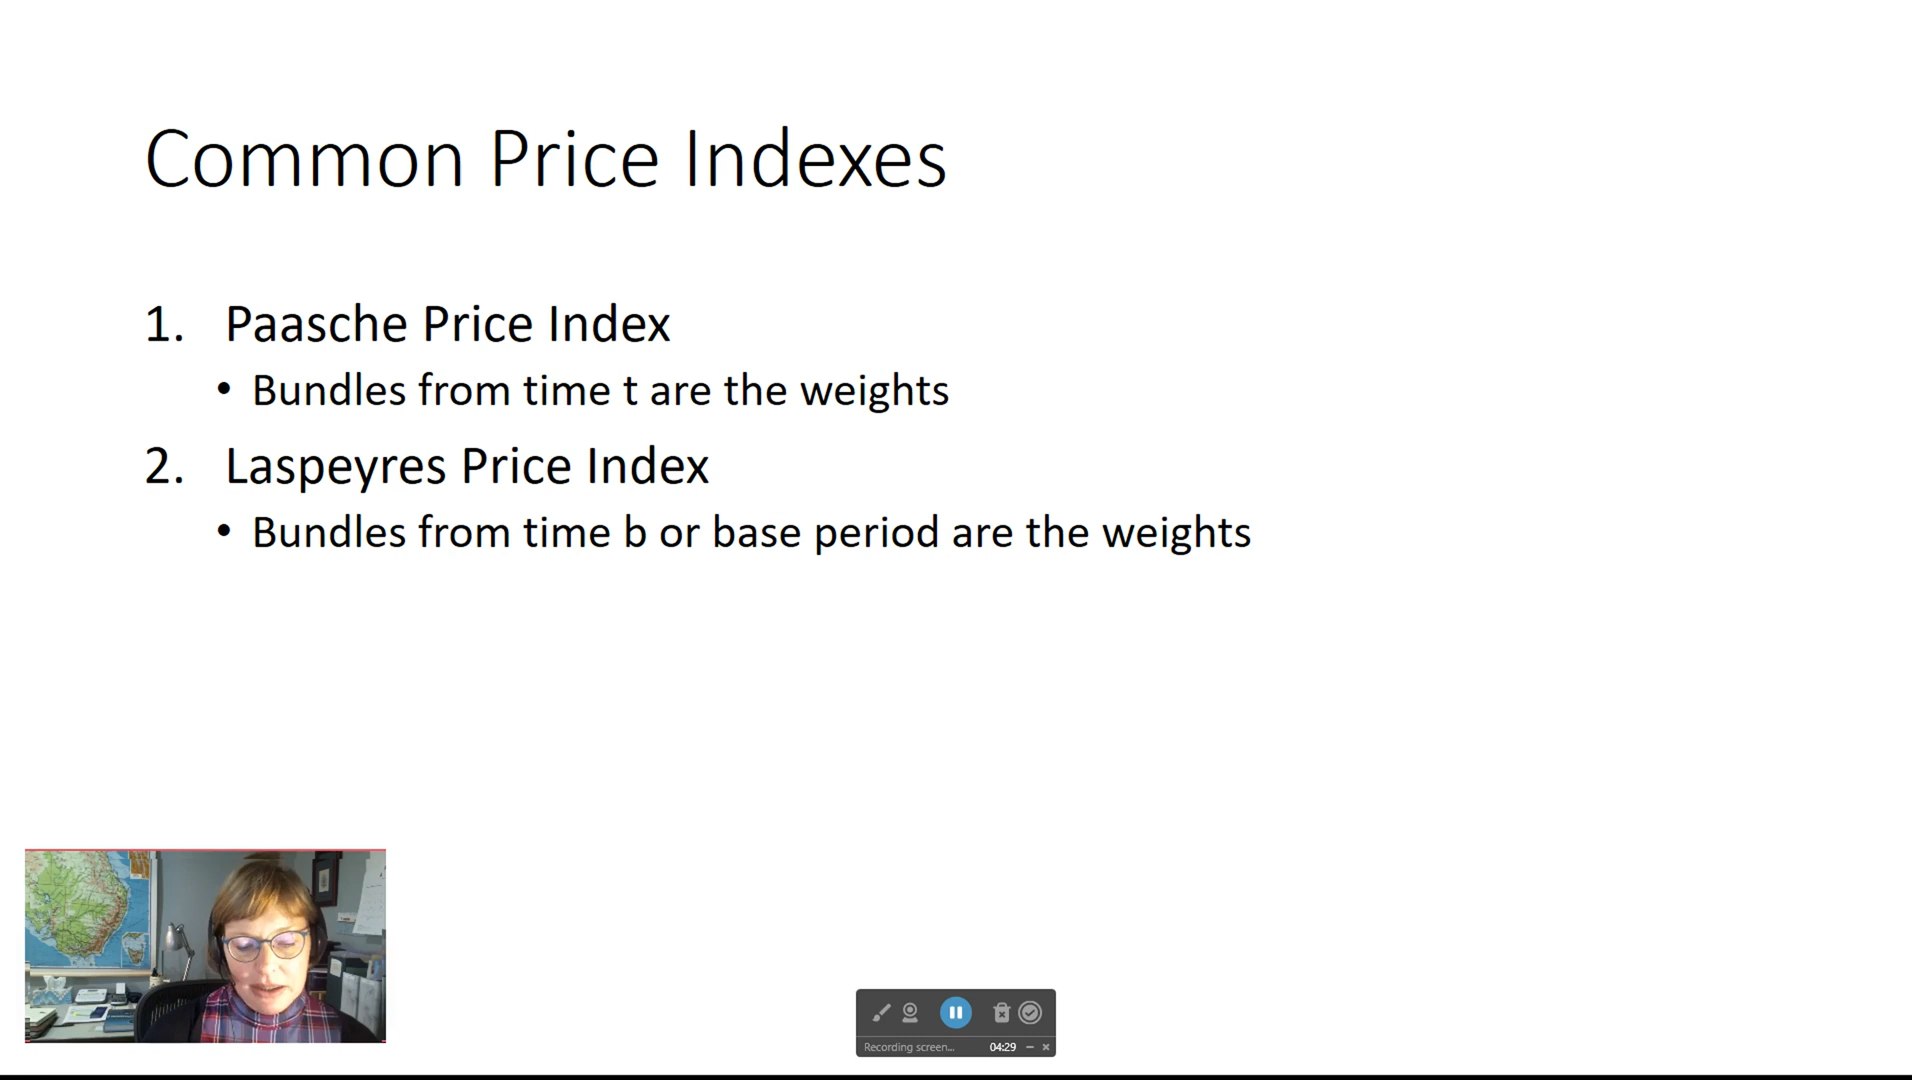 Common Price Indexes
1. Paasche Price Index
• Bundles from time t are the weights
2. Laspeyres Price Index
• Bundles from time b or base period are the weights
Recording screen... 04:29